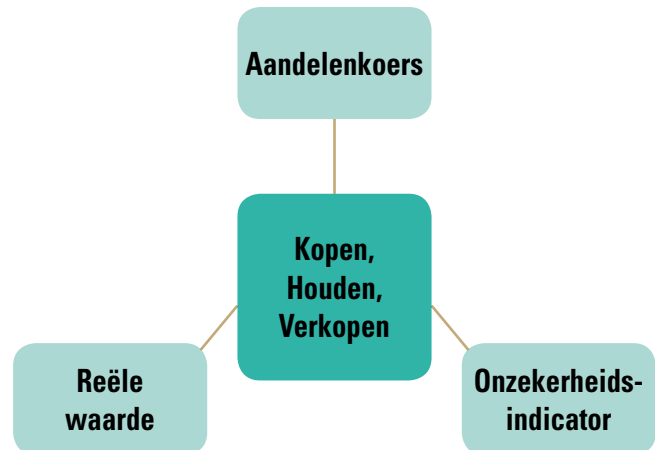 Aandelenkoers
Kopen,
Houden,
Verkopen
Reële
waarde
Onzekerheids-
indicator